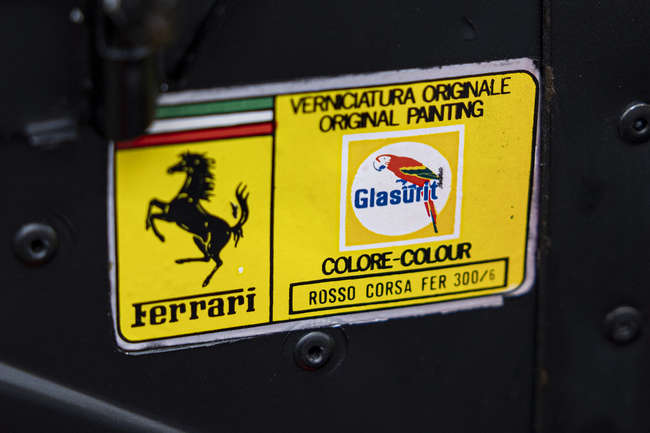 VERNICIATURA ORIGINALE
ORIGINAL PAINTING
Glasurit
COLORE-COLOUR
ROSSO CORSA FER 300/6
Ferrari